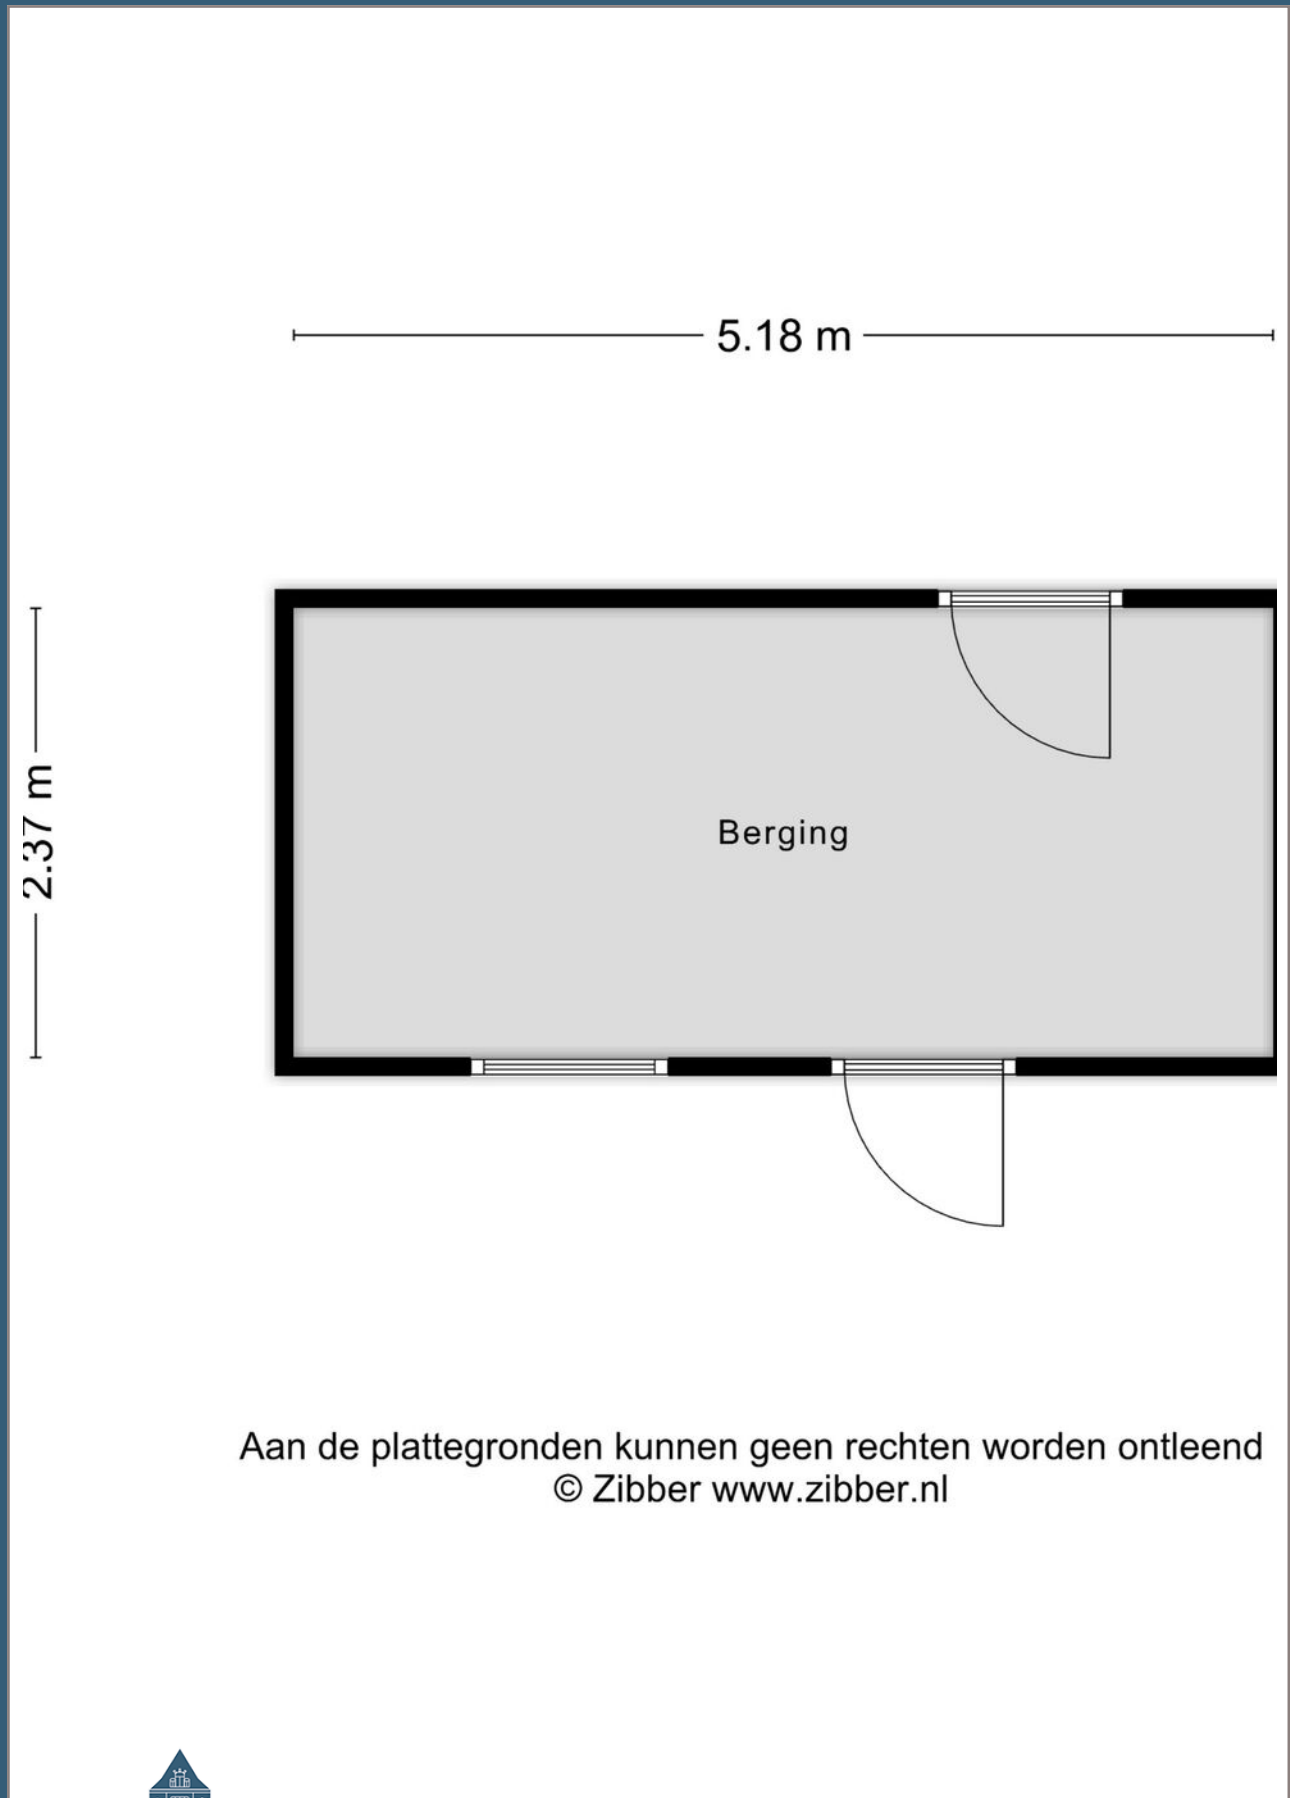 5.18 m
2.37 m
Berging
Aan de plattegronden kunnen geen rechten worden ontleend
© Zibber www.zibber.nl